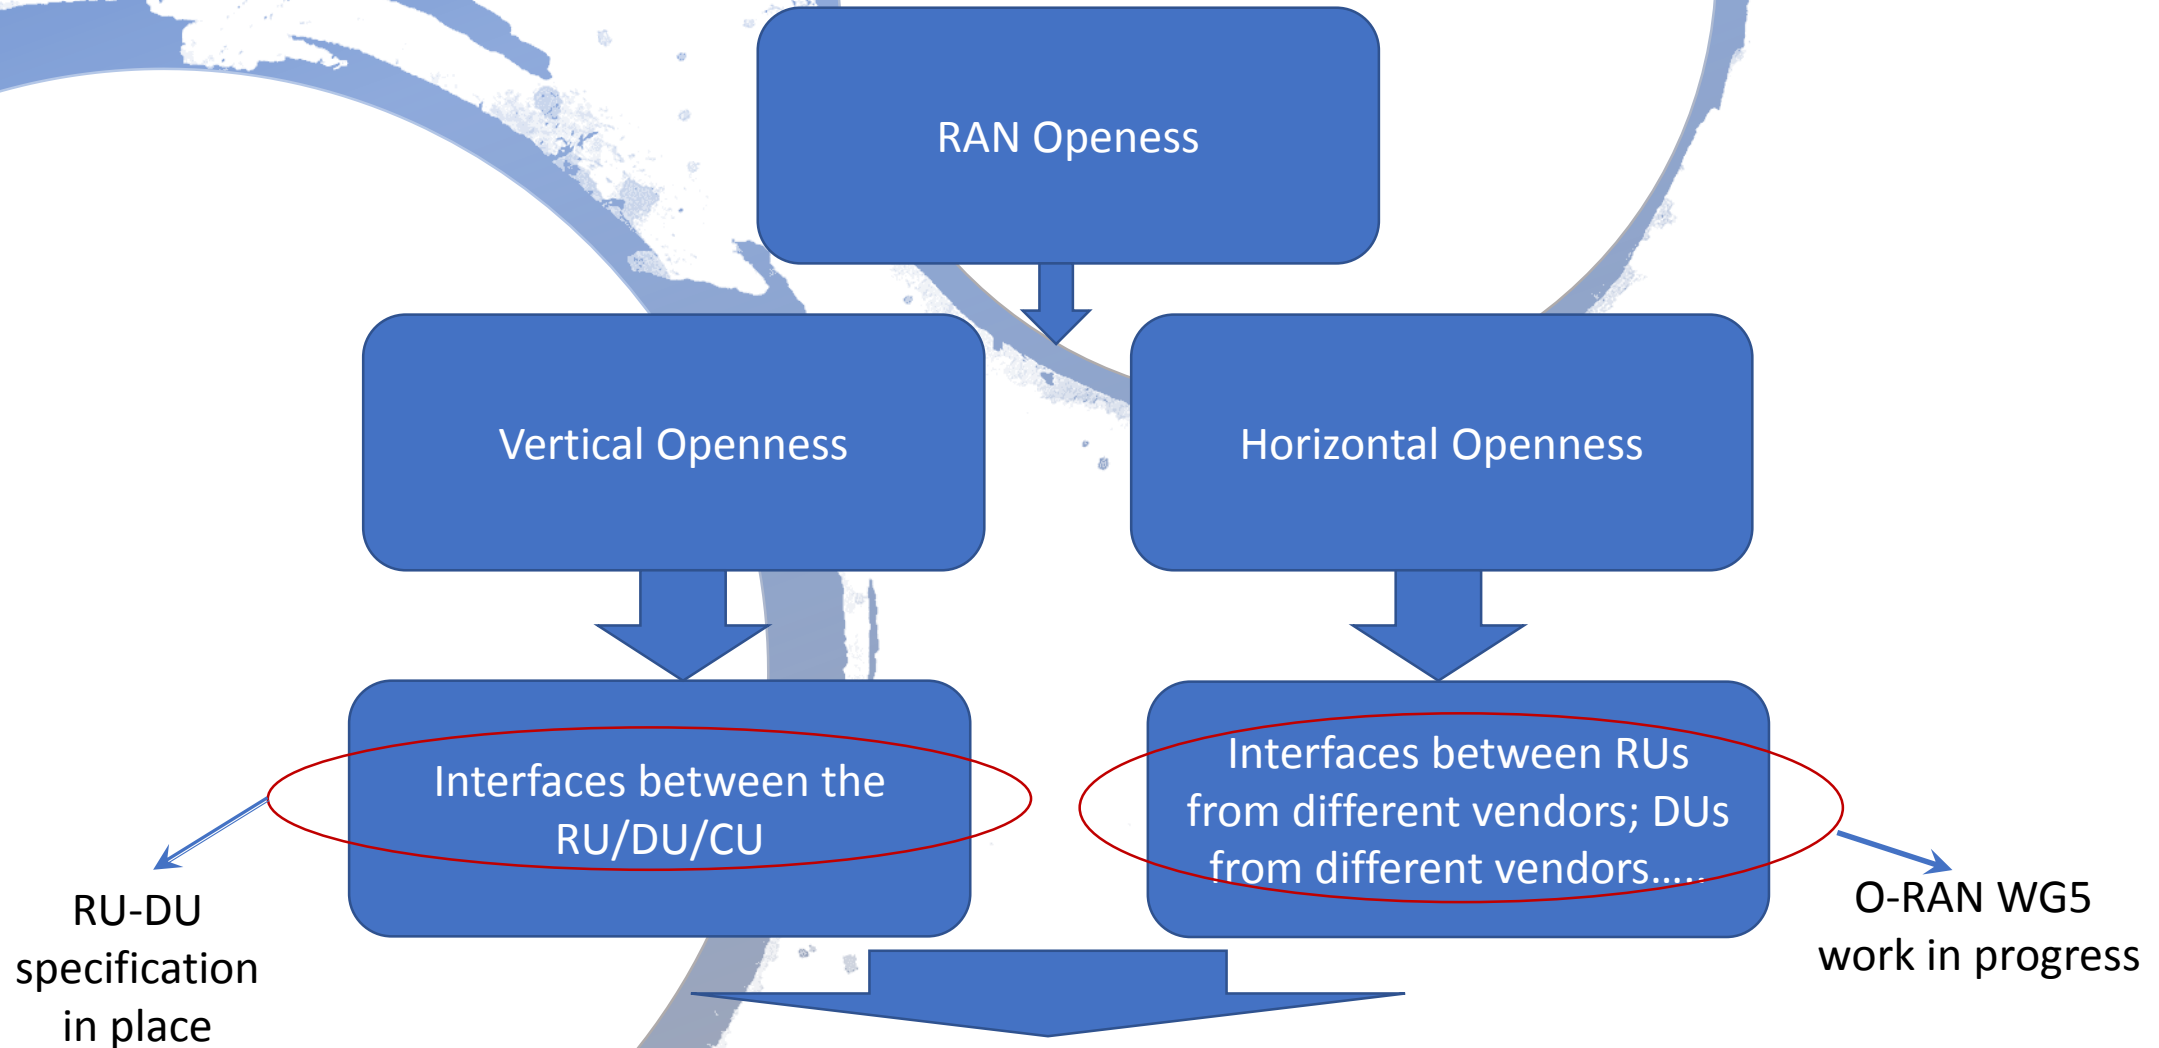 RAN Openess
Vertical Openness
Horizontal Openness
Interfaces between the
RU/DU/CU
Interfaces between RUs
from different vendors; DUs
from different vendors.....
RU-DU
specification
in place
O-RAN WG5
work in progress